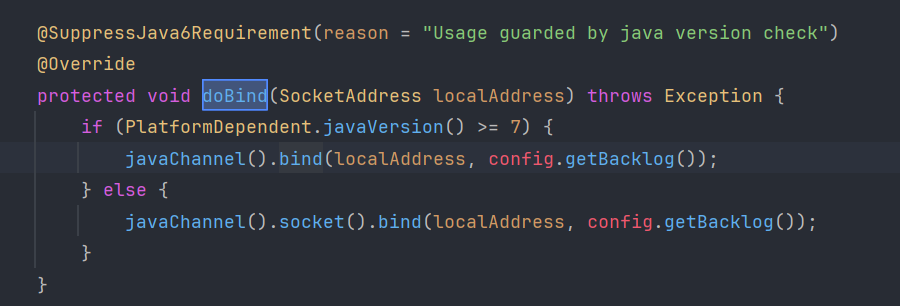 @SuppressJava6Requirement(reason = "Usage guarded by java version check")
@Override
protected void doBind(SocketAddress localAddress) throws Exception {
    if (PlatformDependent.javaVersion() >= 7) {
        javaChannel().bind(localAddress, config.getBacklog());
    } else {
        javaChannel().socket().bind(localAddress, config.getBacklog());
    }
}